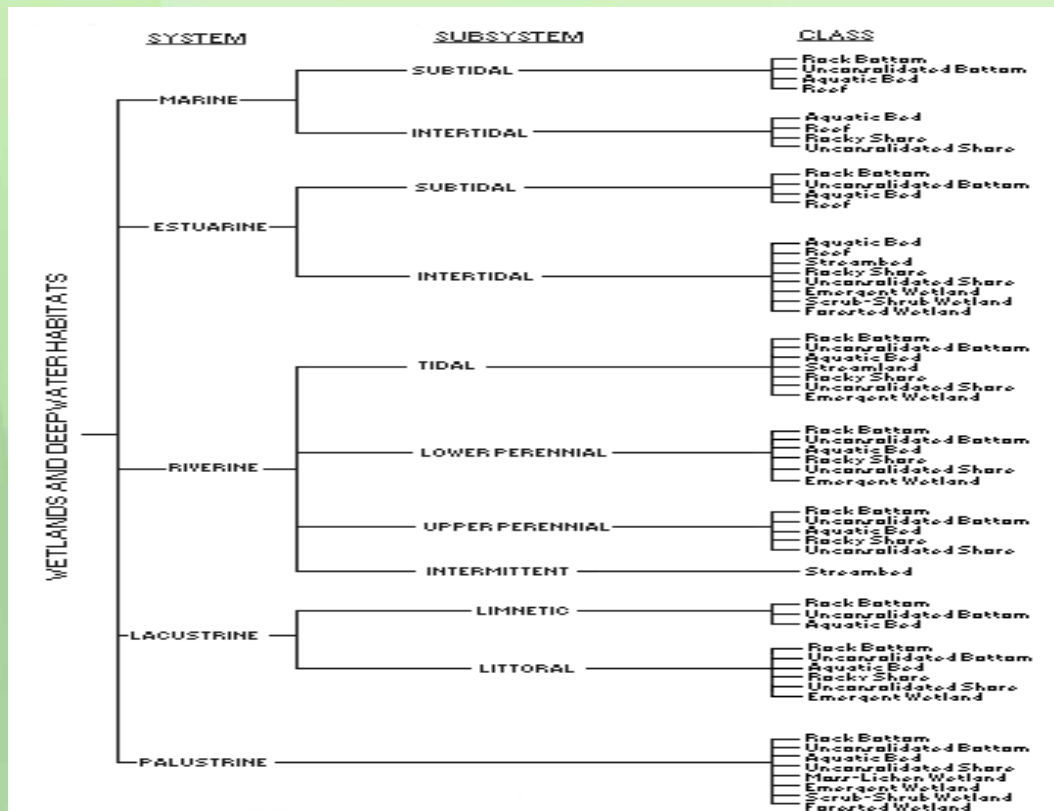 SYSTEM SUBSYSTEM CLASS
WETLANDS AND DEEPWATER HABITATS
MARINE
SUBTIDAL
Rock Bottom
Unconsolidated Bottom
Aquatic Bed
Reef
INTERTIDAL
Aquatic Bed
Reef
Rocky Shore
Unconsolidated Shore
ESTUARINE
SUBTIDAL
Rock Bottom
Unconsolidated Bottom
Aquatic Bed
Reef
INTERTIDAL
Aquatic Bed
Reef
Streambed
Rocky Shore
Unconsolidated Shore
Emergent Wetland
Scrub-Shrub Wetland
Forested Wetland
RIVERINE
TIDAL
Rock Bottom
Unconsolidated Bottom
Aquatic Bed
Streamland
Rocky Shore
Unconsolidated Shore
Emergent Wetland
LOWER PERENNIAL
Rock Bottom
Unconsolidated Bottom
Aquatic Bed
Rocky Shore
Unconsolidated Shore
Emergent Wetland
UPPER PERENNIAL
Rock Bottom
Unconsolidated Bottom
Aquatic Bed
Rocky Shore
Unconsolidated Shore
INTERMITTENT
Streambed
LACUSTRINE
LIMNETIC
Rock Bottom
Unconsolidated Bottom
Aquatic Bed
LITTORAL
Rock Bottom
Unconsolidated Bottom
Aquatic Bed
Rocky Shore
Unconsolidated Shore
Emergent Wetland
PALUSTRINE
Rock Bottom
Unconsolidated Bottom
Aquatic Bed
Unconsolidated Shore
Moss-Lichen Wetland
Emergent Wetland
Scrub-Shrub Wetland
Forested Wetland